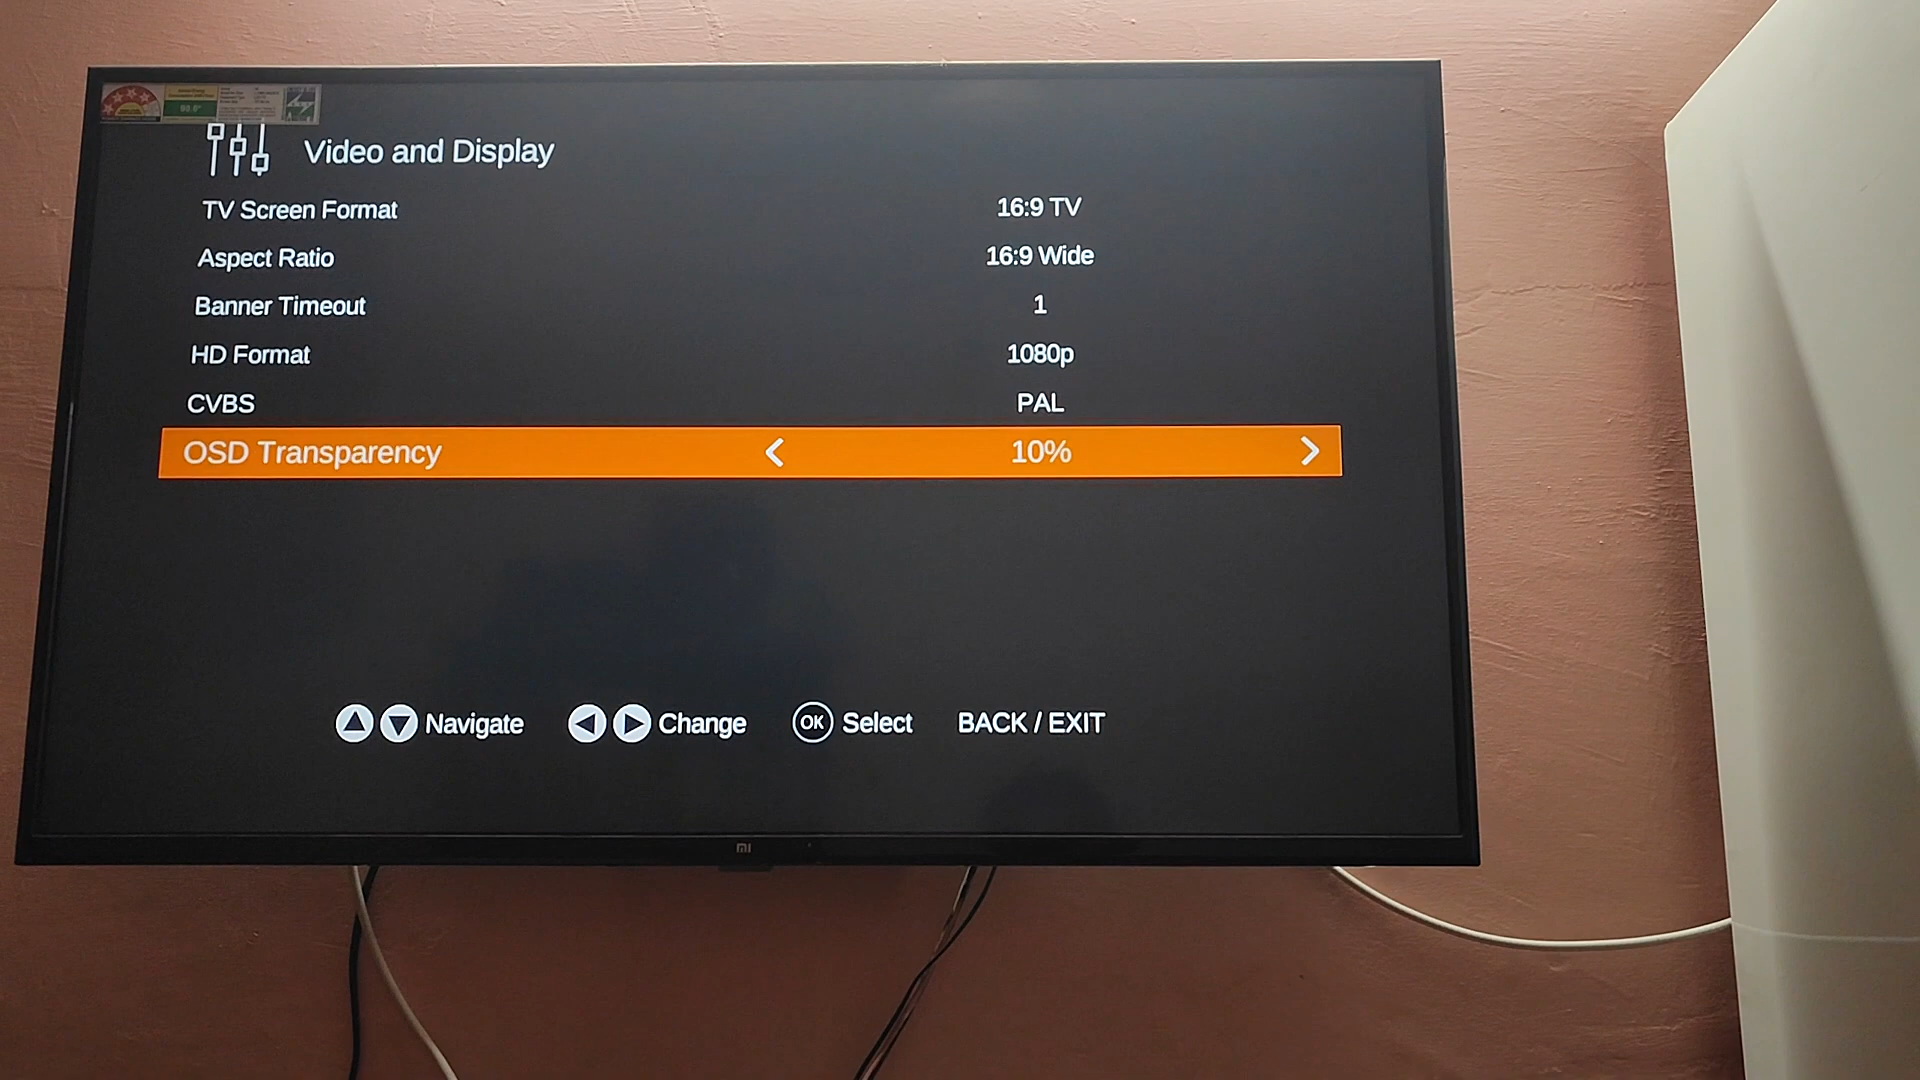 Video and Display
TV Screen Format 16:9 TV
Aspect Ratio 16:9 Wide
Banner Timeout 1
HD Format 1080p
CVBS PAL
OSD Transparency 10%
Navigate Change OK Select BACK / EXIT
mi